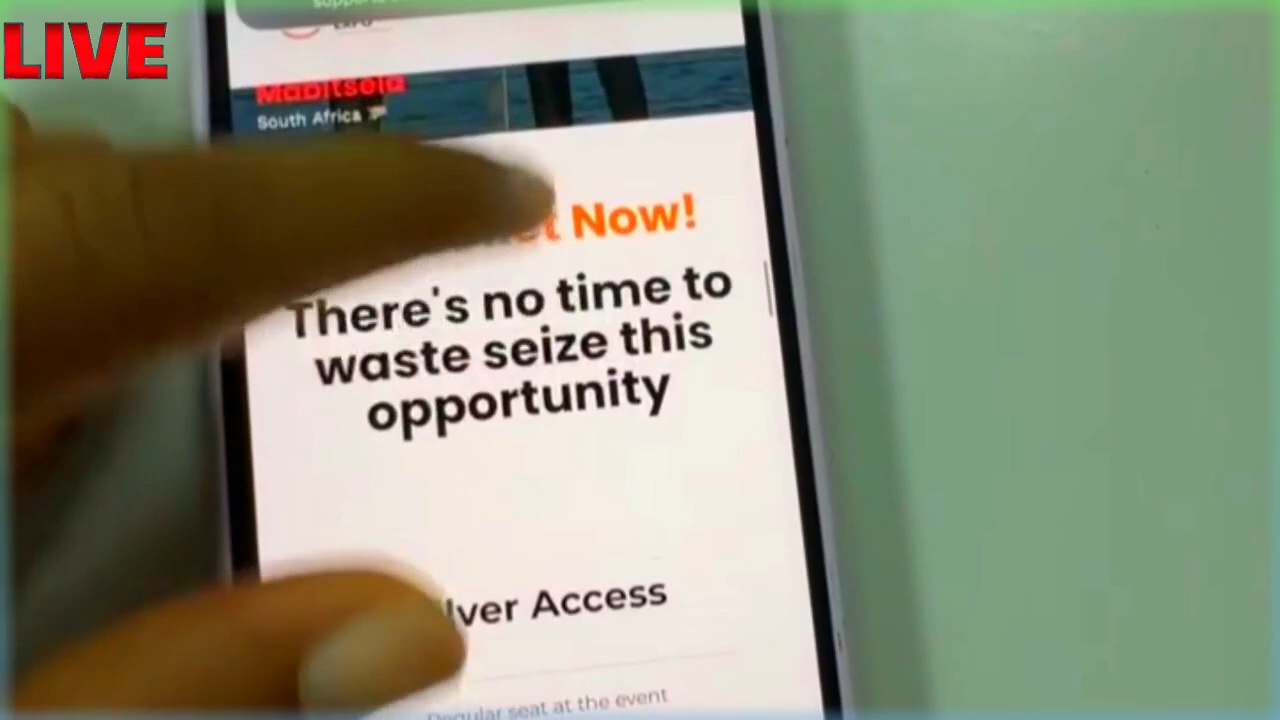 LIVE
Mabitsela
South Africa
Now!
There's no time to
waste seize this
opportunity
Access
Regular seat at the event